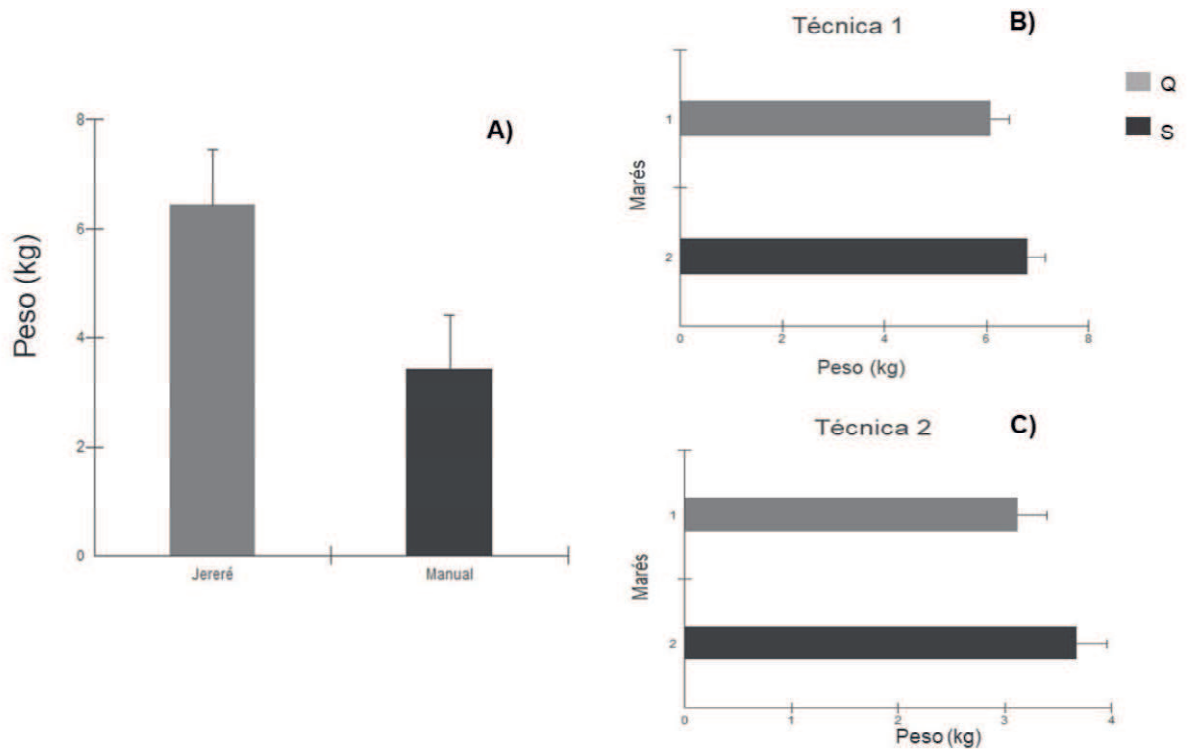 A)
Peso (kg)
8
6
4
2
0
Jereré
Manual
Técnica 1
B)
Q
S
Marés
1
2
0
2
4
6
8
Peso (kg)
Técnica 2
C)
Marés
1
2
0
1
2
3
4
Peso (kg)